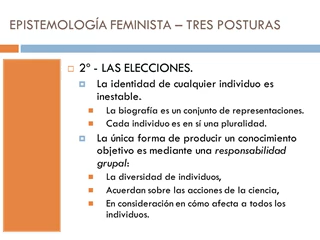 EPISTEMOLOGÍA FEMINISTA – TRES POSTURAS
2º - LAS ELECCIONES.
La identidad de cualquier individuo es
inestable.
La biografía es un conjunto de representaciones.
Cada individuo es en sí una pluralidad.
La única forma de producir un conocimiento
objetivo es mediante una responsabilidad
grupal:
La diversidad de individuos,
Acuerdan sobre las acciones de la ciencia,
En consideración en cómo afecta a todos los
individuos.